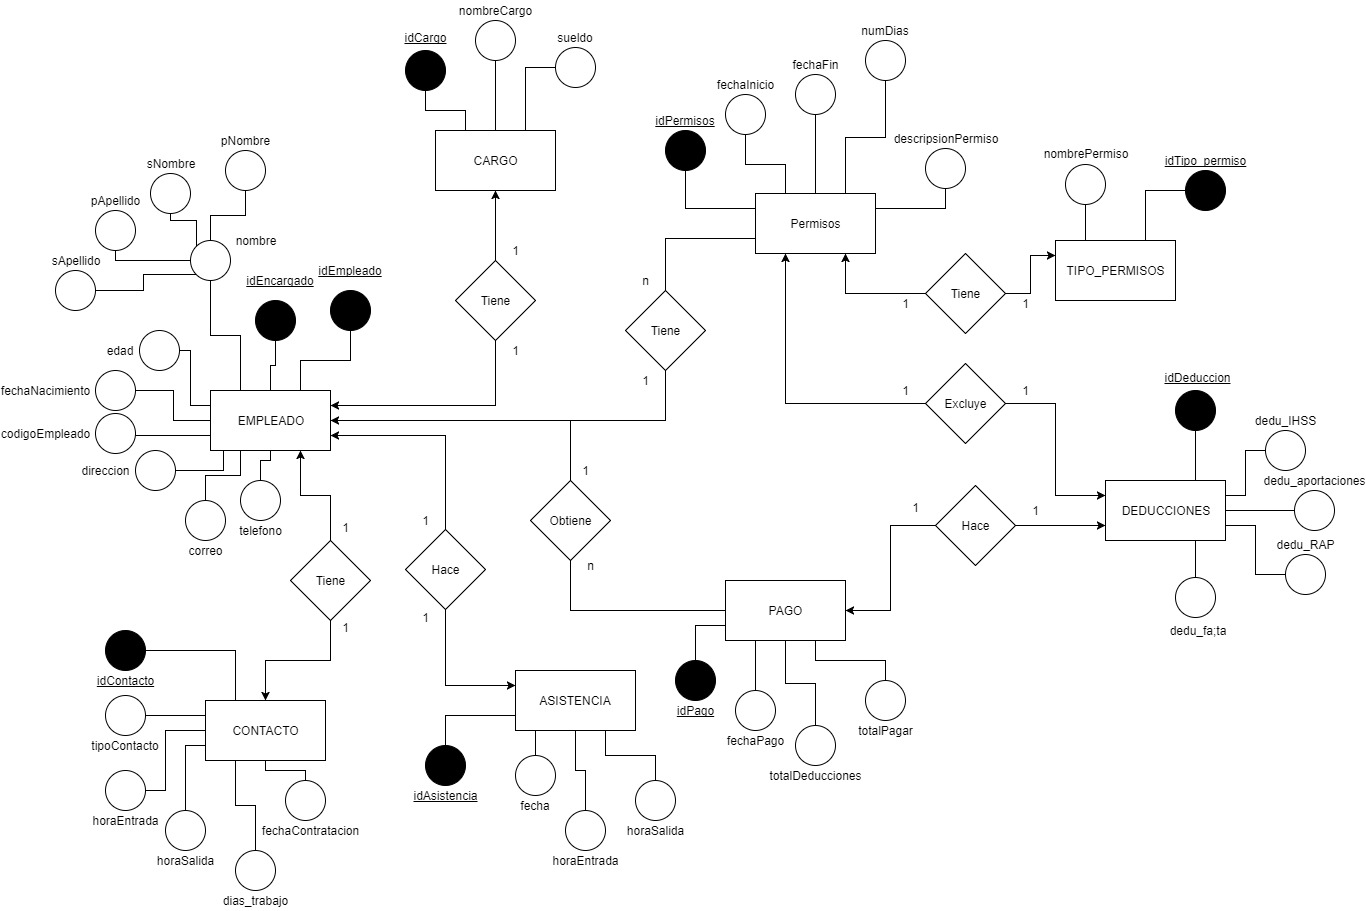 nombreCargo
idCargo
sueldo
CARGO
numDias
fechaFin
fechaInicio
idPermisos
descripsionPermiso
Permisos
nombrePermiso
idTipo_permiso
TIPO_PERMISOS
pNombre
sNombre
pApellido
nombre
sApellido
idEncargado
idEmpleado
1
Tiene
1
n
Tiene
1
1
Tiene
1
edad
fechaNacimiento
codigoEmpleado
direccion
correo
telefono
EMPLEADO
1
Excluye
1
idDeduccion
dedu_IHSS
dedu_aportaciones
DEDUCCIONES
dedu_RAP
dedu_fa;ta
1
Obtiene
n
1
Hace
1
1
Tiene
1
1
Hace
1
PAGO
idPago
fechaPago
totalDeducciones
totalPagar
idContacto
CONTACTO
tipoContacto
horaEntrada
horaSalida
fechaContratacion
dias_trabajo
ASISTENCIA
idAsistencia
fecha
horaEntrada
horaSalida